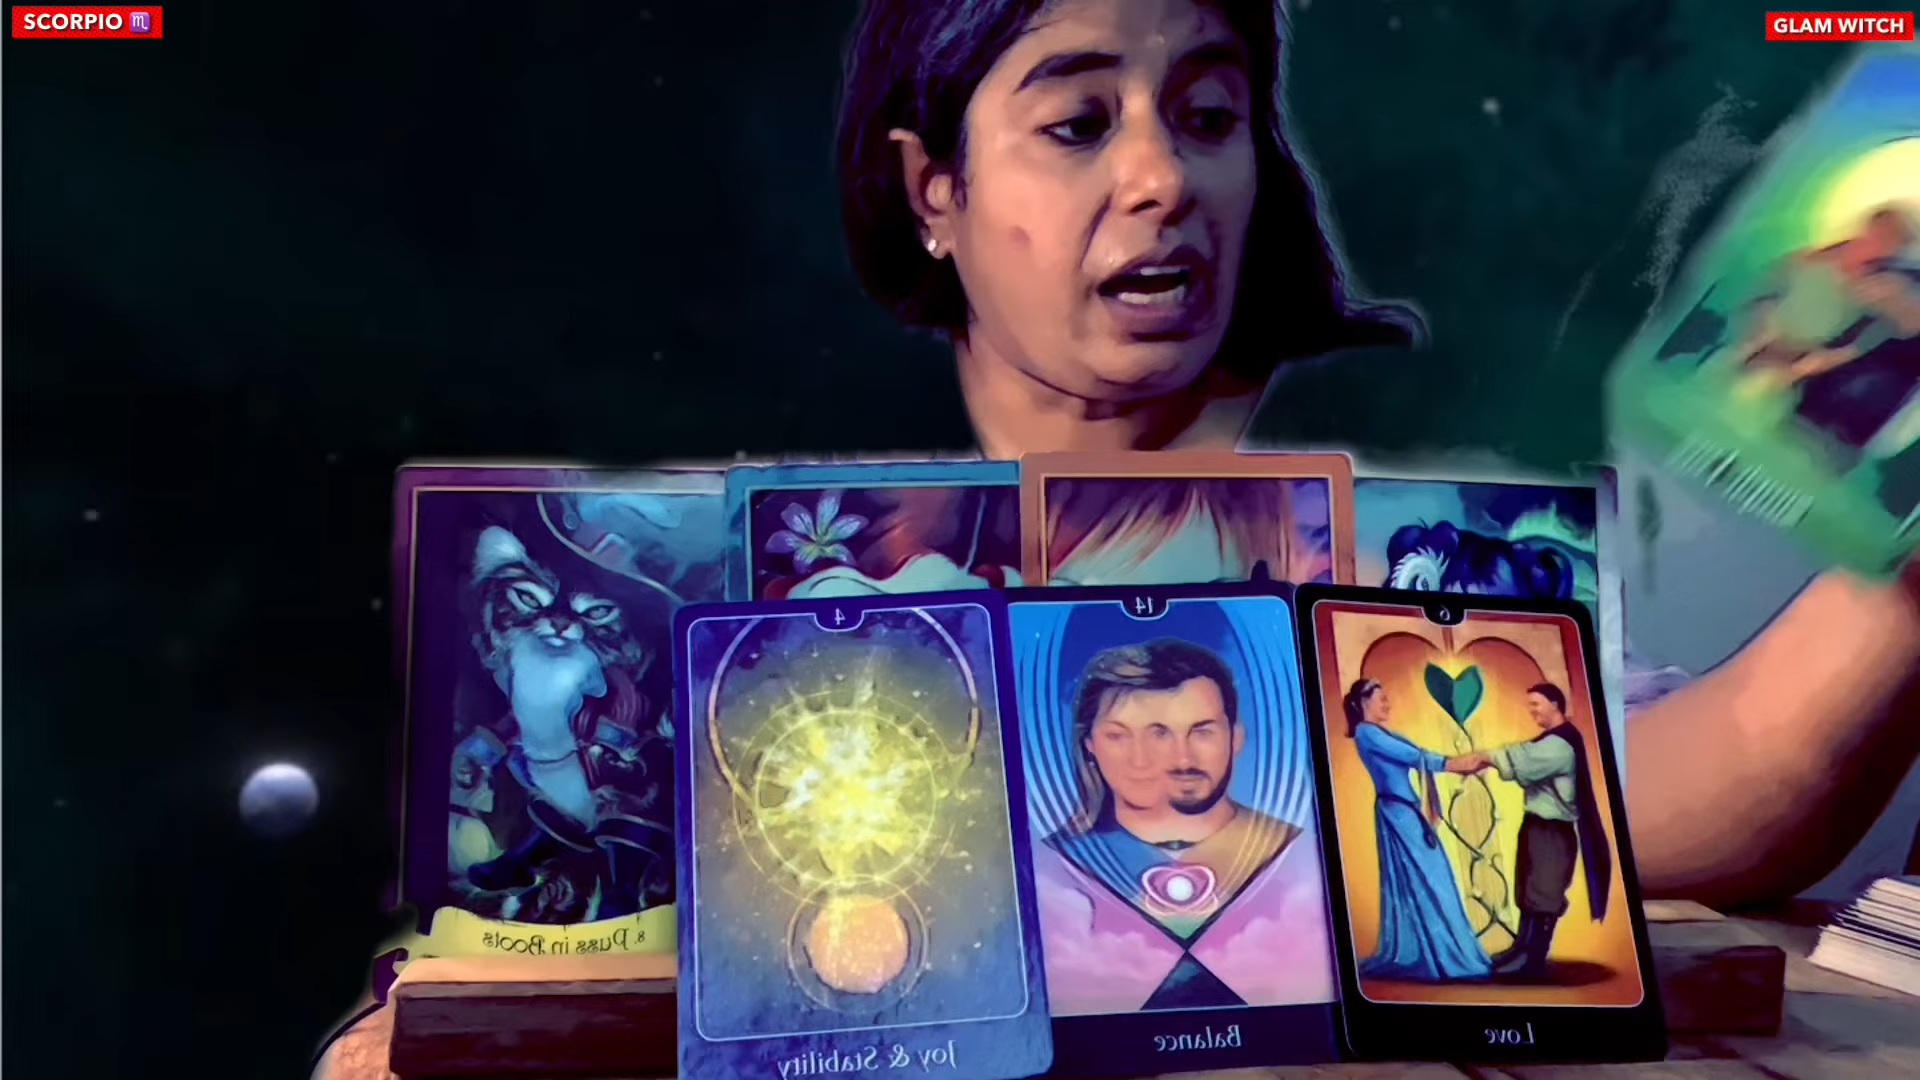 SCORPIO ♏
GLAM WITCH
4
14
6
8. Puss in Boots
Joy & Stability
Balance
Love